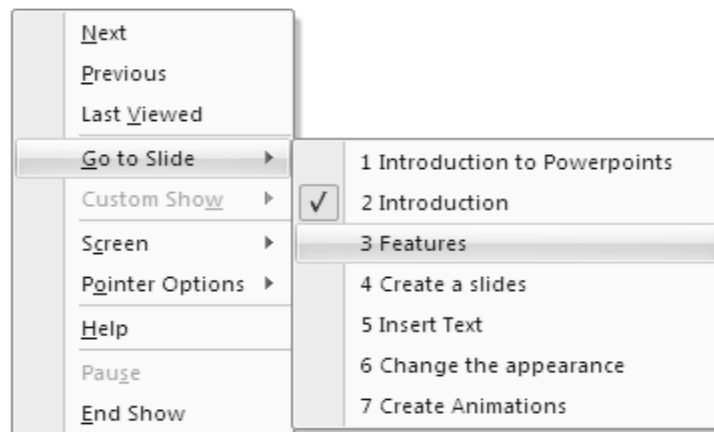 Next
Previous
Last Viewed
Go to Slide
Custom Show
Screen
Pointer Options
Help
Pause
End Show
1 Introduction to Powerpoints
2 Introduction
3 Features
4 Create a slides
5 Insert Text
6 Change the appearance
7 Create Animations